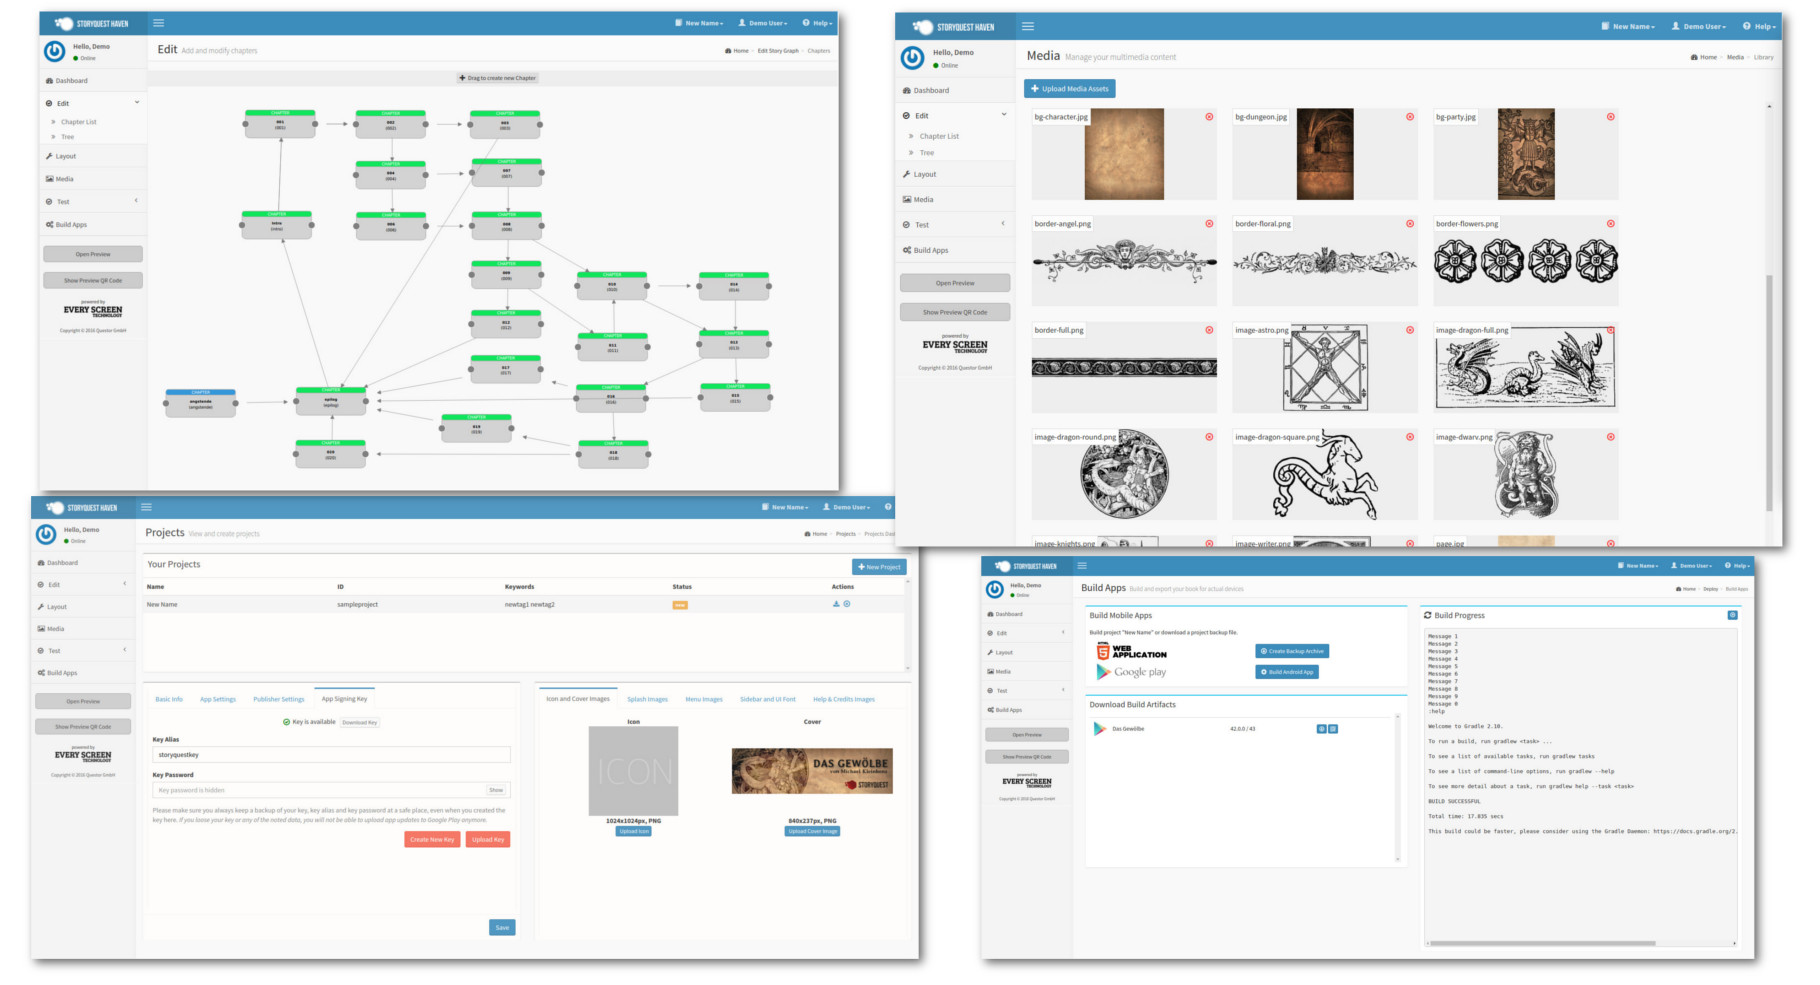 STORYQUEST HAVEN
New Name
Demo User
Help
Hello, Demo
Online
Edit Add and modify chapters
Home > Edit Story Graph > Chapters
Dashboard
Edit
Chapter List
Tree
Layout
Media
Test
Build Apps
Open Preview
Show Preview QR Code
powered by
EVERY SCREEN
TECHNOLOGY
Copyright © 2016 Questor GmbH
Drag to create new Chapter
CHAPTER
001
(001)
CHAPTER
002
(002)
CHAPTER
003
(003)
CHAPTER
004
(004)
CHAPTER
007
(007)
CHAPTER
intro
(intro)
CHAPTER
006
(006)
CHAPTER
008
(008)
CHAPTER
009
(009)
CHAPTER
010
(010)
CHAPTER
014
(014)
CHAPTER
012
(012)
CHAPTER
011
(011)
CHAPTER
013
(013)
CHAPTER
017
(017)
CHAPTER
angstende
(angstende)
CHAPTER
epilog
(epilog)
CHAPTER
016
(016)
CHAPTER
015
(015)
CHAPTER
019
(019)
CHAPTER
020
(020)
CHAPTER
018
(018)
STORYQUEST HAVEN
New Name
Demo User
Help
Hello, Demo
Online
Media Manage your multimedia content
Home > Media > Library
Dashboard
Edit
Chapter List
Tree
Layout
Media
Test
Build Apps
Open Preview
Show Preview QR Code
powered by
EVERY SCREEN
TECHNOLOGY
Copyright © 2016 Questor GmbH
Upload Media Assets
bg-character.jpg
bg-dungeon.jpg
bg-party.jpg
border-angel.png
border-floral.png
border-flowers.png
border-full.png
image-astro.png
image-dragon-full.png
image-dragon-round.png
image-dragon-square.png
image-dwarv.png
image-knights.png
image-writer.png
page.jpg
STORYQUEST HAVEN
New Name
Demo User
Hello, Demo
Online
Projects View and create projects
Home > Projects > Projects Das
Dashboard
Edit
Layout
Media
Test
Build Apps
Open Preview
Show Preview QR Code
powered by
EVERY SCREEN
TECHNOLOGY
Copyright © 2016 Questor GmbH
Your Projects
New Project
Name ID Keywords Status Actions
New Name sampleproject newtag1 newtag2 new
Basic Info App Settings Publisher Settings App Signing Key
Key is available Download Key
Key Alias
storyquestkey
Key Password
Key password is hidden Show
Please make sure you always keep a backup of your key, key alias and key password at a safe place, even when you created the
key here. If you loose your key or any of the noted data, you will not be able to upload app updates to Google Play anymore.
Create New Key Upload Key
Save
Icon and Cover Images Splash Images Menu Images Sidebar and UI Font Help & Credits Images
Icon
ICON
1024x1024px, PNG
Upload Icon
Cover
DAS GEWÖLBE
von Michael Kleinhenz
STORYQUEST
840x237px, PNG
Upload Cover Image
STORYQUEST HAVEN
New Name
Demo User
Help
Hello, Demo
Online
Build Apps Build and export your book for actual devices
Home > Deploy > Build Apps
Dashboard
Edit
Layout
Media
Test
Build Apps
Open Preview
Show Preview QR Code
powered by
EVERY SCREEN
TECHNOLOGY
Copyright © 2016 Questor GmbH
Build Mobile Apps
Build project "New Name" or download a project backup file.
HTML
WEB
APPLICATION
Create Backup Archive
Google play
Build Android App
Download Build Artifacts
Das Gewölbe 42.0.0 / 43
Build Progress
Message 1
Message 2
Message 3
Message 4
Message 5
Message 6
Message 7
Message 8
Message 9
Message 0
:help
Welcome to Gradle 2.10.
To run a build, run gradlew <task> ...
To see a list of available tasks, run gradlew tasks
To see a list of command-line options, run gradlew --help
To see more detail about a task, run gradlew help --task <task>
BUILD SUCCESSFUL
Total time: 17.835 secs
This build could be faster, please consider using the Gradle Daemon: https://docs.gradle.org/2.